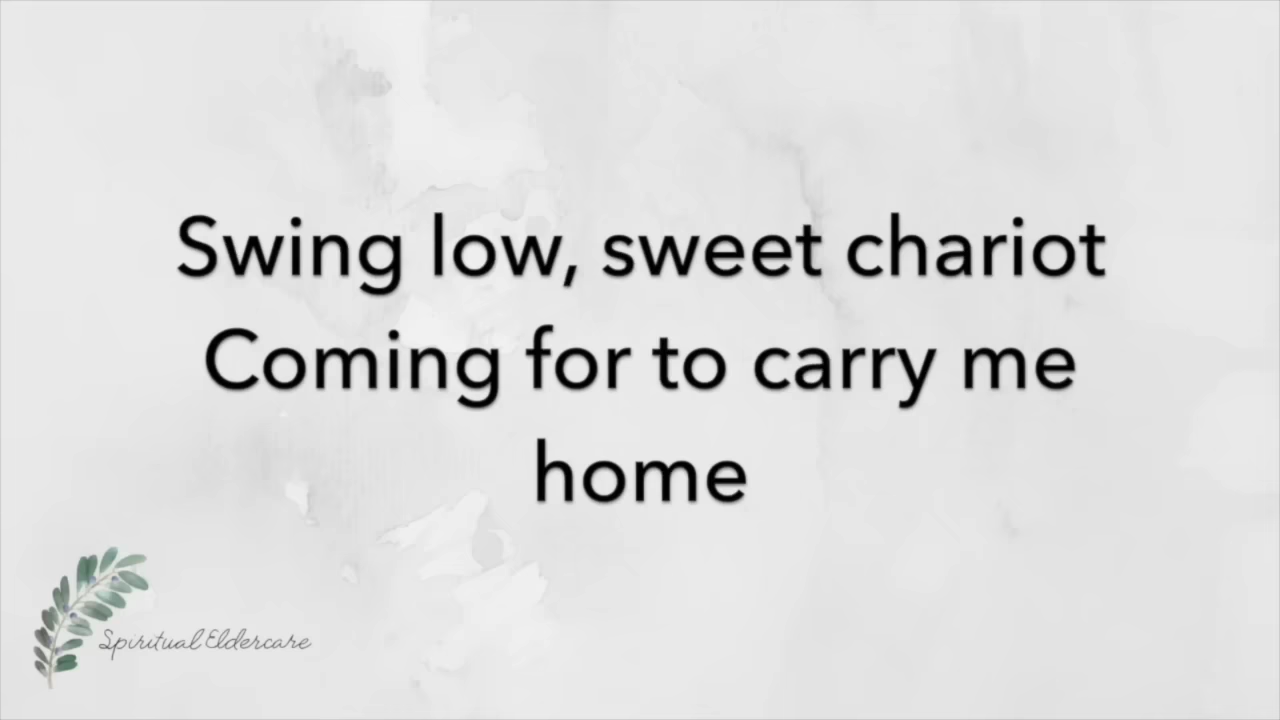 Swing low, sweet chariot
Coming for to carry me
home
Spiritual Eldercare